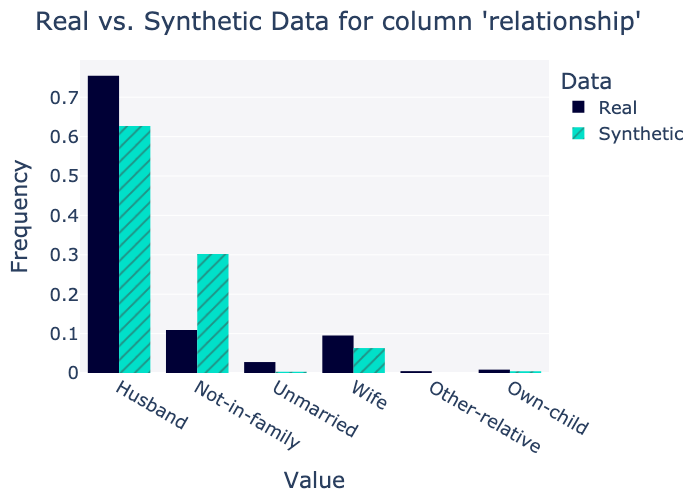 Real vs. Synthetic Data for column 'relationship'
Data
Real
Synthetic
Frequency
0.7
0.6
0.5
0.4
0.3
0.2
0.1
0
Husband
Not-in-family
Unmarried
Wife
Other-relative
Own-child
Value